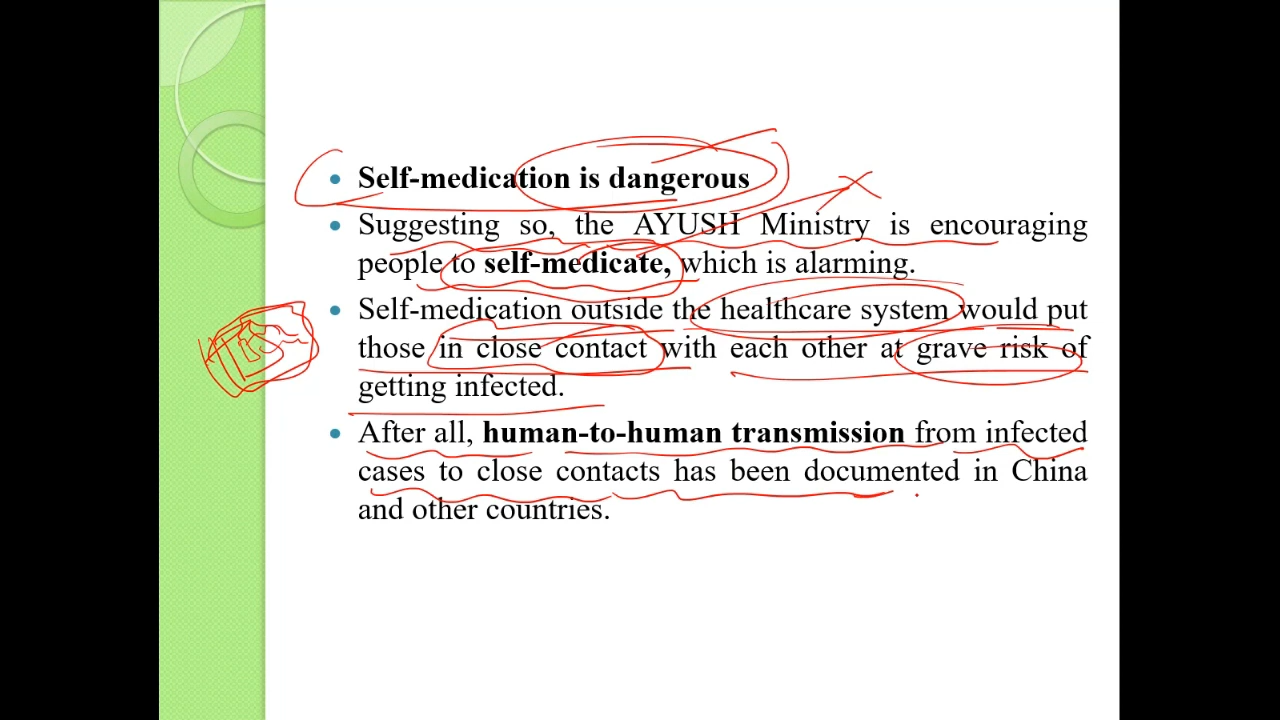 Self-medication is dangerous
Suggesting so, the AYUSH Ministry is encouraging
people to self-medicate, which is alarming.
Self-medication outside the healthcare system would put
those in close contact with each other at grave risk of
getting infected.
After all, human-to-human transmission from infected
cases to close contacts has been documented in China
and other countries.